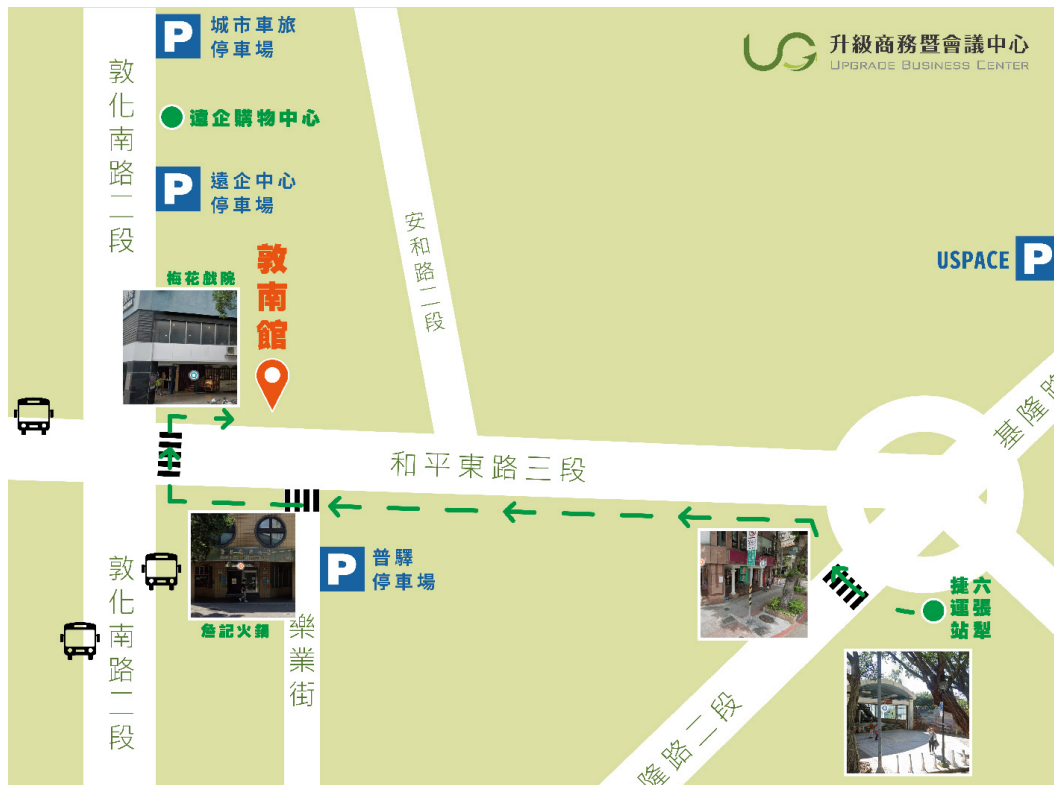 城市車旅
停車場
升級商務暨會議中心
UPGRADE BUSINESS CENTER
敦化南路二段
遠企購物中心
遠企中心
停車場
安和路二段
USPACE P
敦南館
梅花戲院
基隆路
和平東路三段
P
普驛
停車場
敦化南路二段
詹記火鍋
樂業街
六張犁
捷運站
隆路二段
P
P